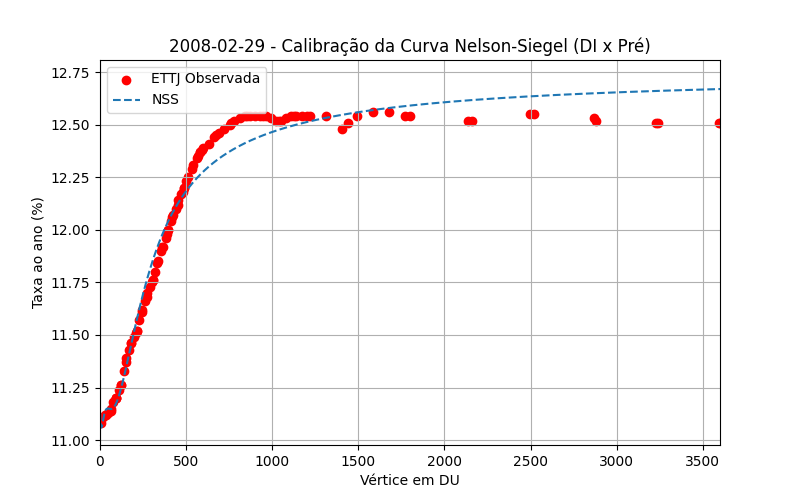 2008-02-29 - Calibração da Curva Nelson-Siegel (DI x Pré)
ETTJ Observada
NSS
Taxa ao ano (%)
12.75
12.50
12.25
12.00
11.75
11.50
11.25
11.00
0 500 1000 1500 2000 2500 3000 3500
Vértice em DU